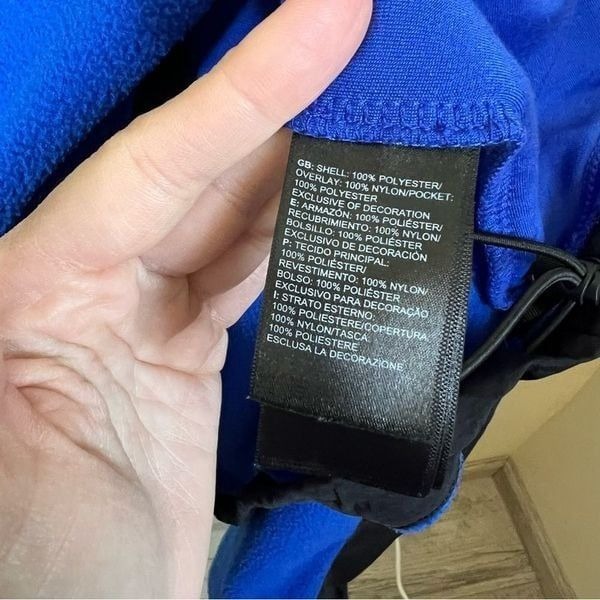 GB: SHELL: 100% POLYESTER/
OVERLAY: 100% NYLON/POCKET:
100% POLYESTER
EXCLUSIVE OF DECORATION
E: ARMAZÓN: 100% POLIÉSTER/
RECUBRIMIENTO: 100% NYLON/
BOLSILLO: 100% POLIÉSTER
EXCLUSIVO DE DECORACIÓN
P: TECIDO PRINCIPAL:
100% POLIÉSTER/
REVESTIMENTO: 100% NYLON/
BOLSO: 100% POLIÉSTER
EXCLUSIVO PARA DECORAÇÃO
I: STRATO ESTERNO:
100% POLIESTERE/COPERTURA
100% NYLON/TASCA:
100% POLIESTERE
ESCLUSA LA DECORAZIONE